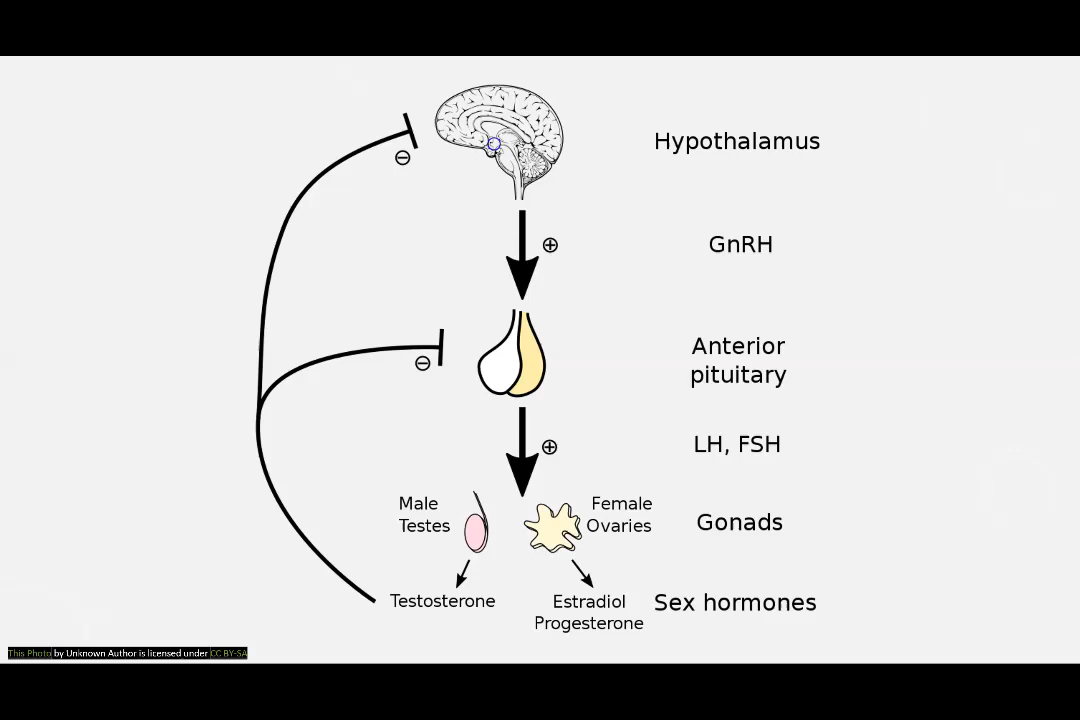 Hypothalamus
GnRH
Anterior
pituitary
LH, FSH
Male
Testes
Female
Ovaries
Gonads
Testosterone
Estradiol
Progesterone
Sex hormones
This Photo by Unknown Author is licensed under CC BY-SA